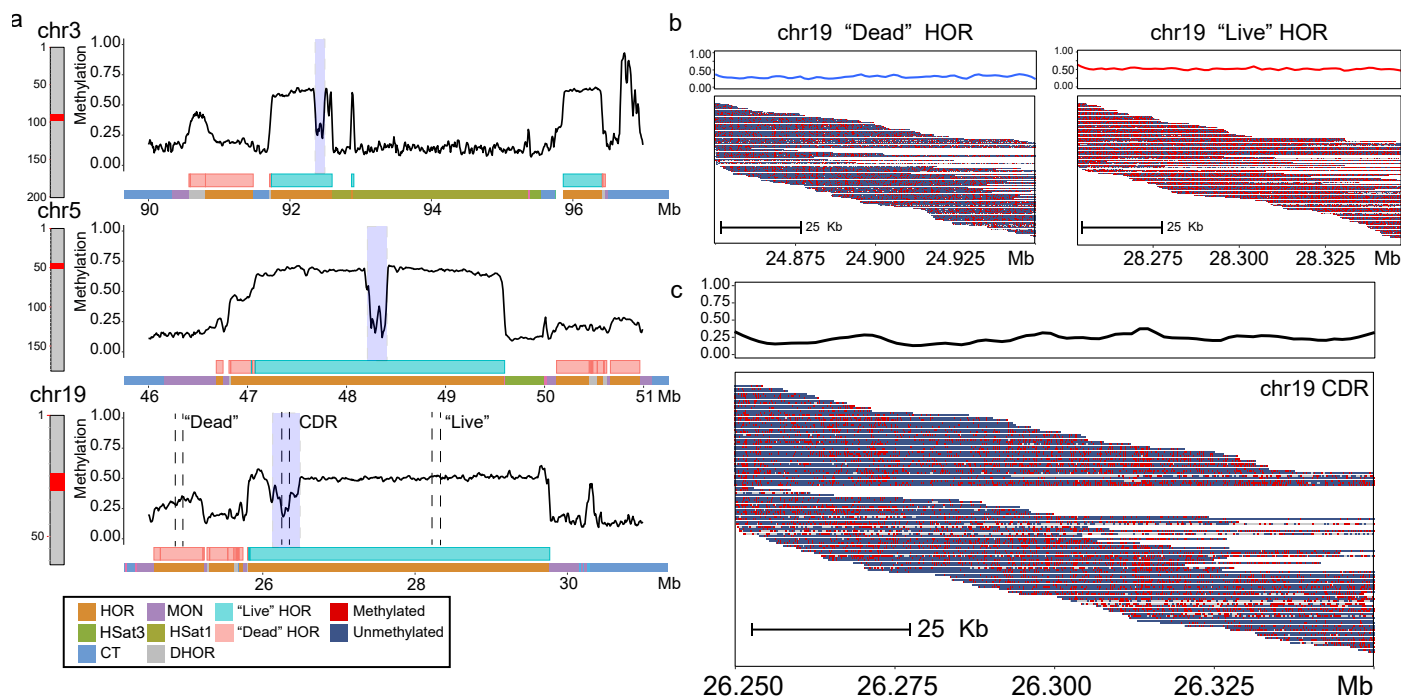 a
chr3
1
50
100
150
200
Methylation
1.00
0.75
0.50
0.25
0.00
90 92 94 96 Mb
chr5
1
50
100
150
Methylation
1.00
0.75
0.50
0.25
0.00
46 47 48 49 50 51 Mb
chr19
1
50
Methylation
1.00
0.75
0.50
0.25
0.00
"Dead" CDR "Live"
26 28 30 Mb
HOR MON "Live" HOR Methylated
HSat3 HSat1 "Dead" HOR Unmethylated
CT DHOR
b
chr19 "Dead" HOR
1.00
0.50
0.00
25 Kb
24.875 24.900 24.925 Mb
chr19 "Live" HOR
1.00
0.50
0.00
25 Kb
28.275 28.300 28.325 Mb
c
1.00
0.75
0.50
0.25
0.00
chr19 CDR
25 Kb
26.250 26.275 26.300 26.325 Mb